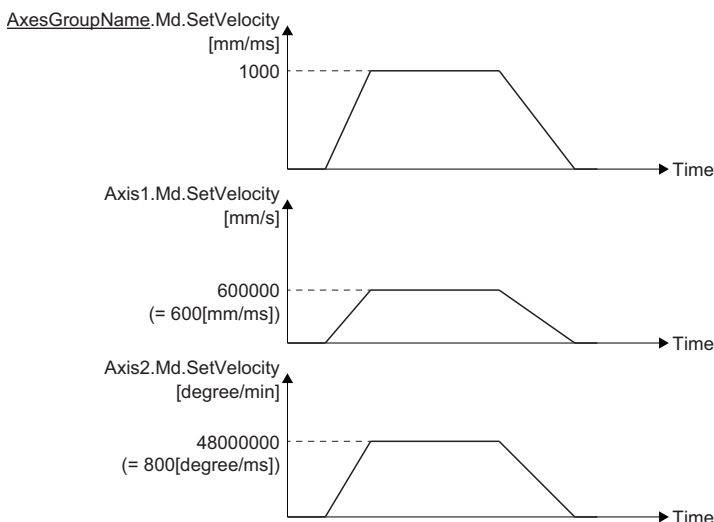 AxesGroupName.Md.SetVelocity
[mm/ms]
1000
Time
Axis1.Md.SetVelocity
[mm/s]
600000
(= 600[mm/ms])
Time
Axis2.Md.SetVelocity
[degree/min]
48000000
(= 800[degree/ms])
Time